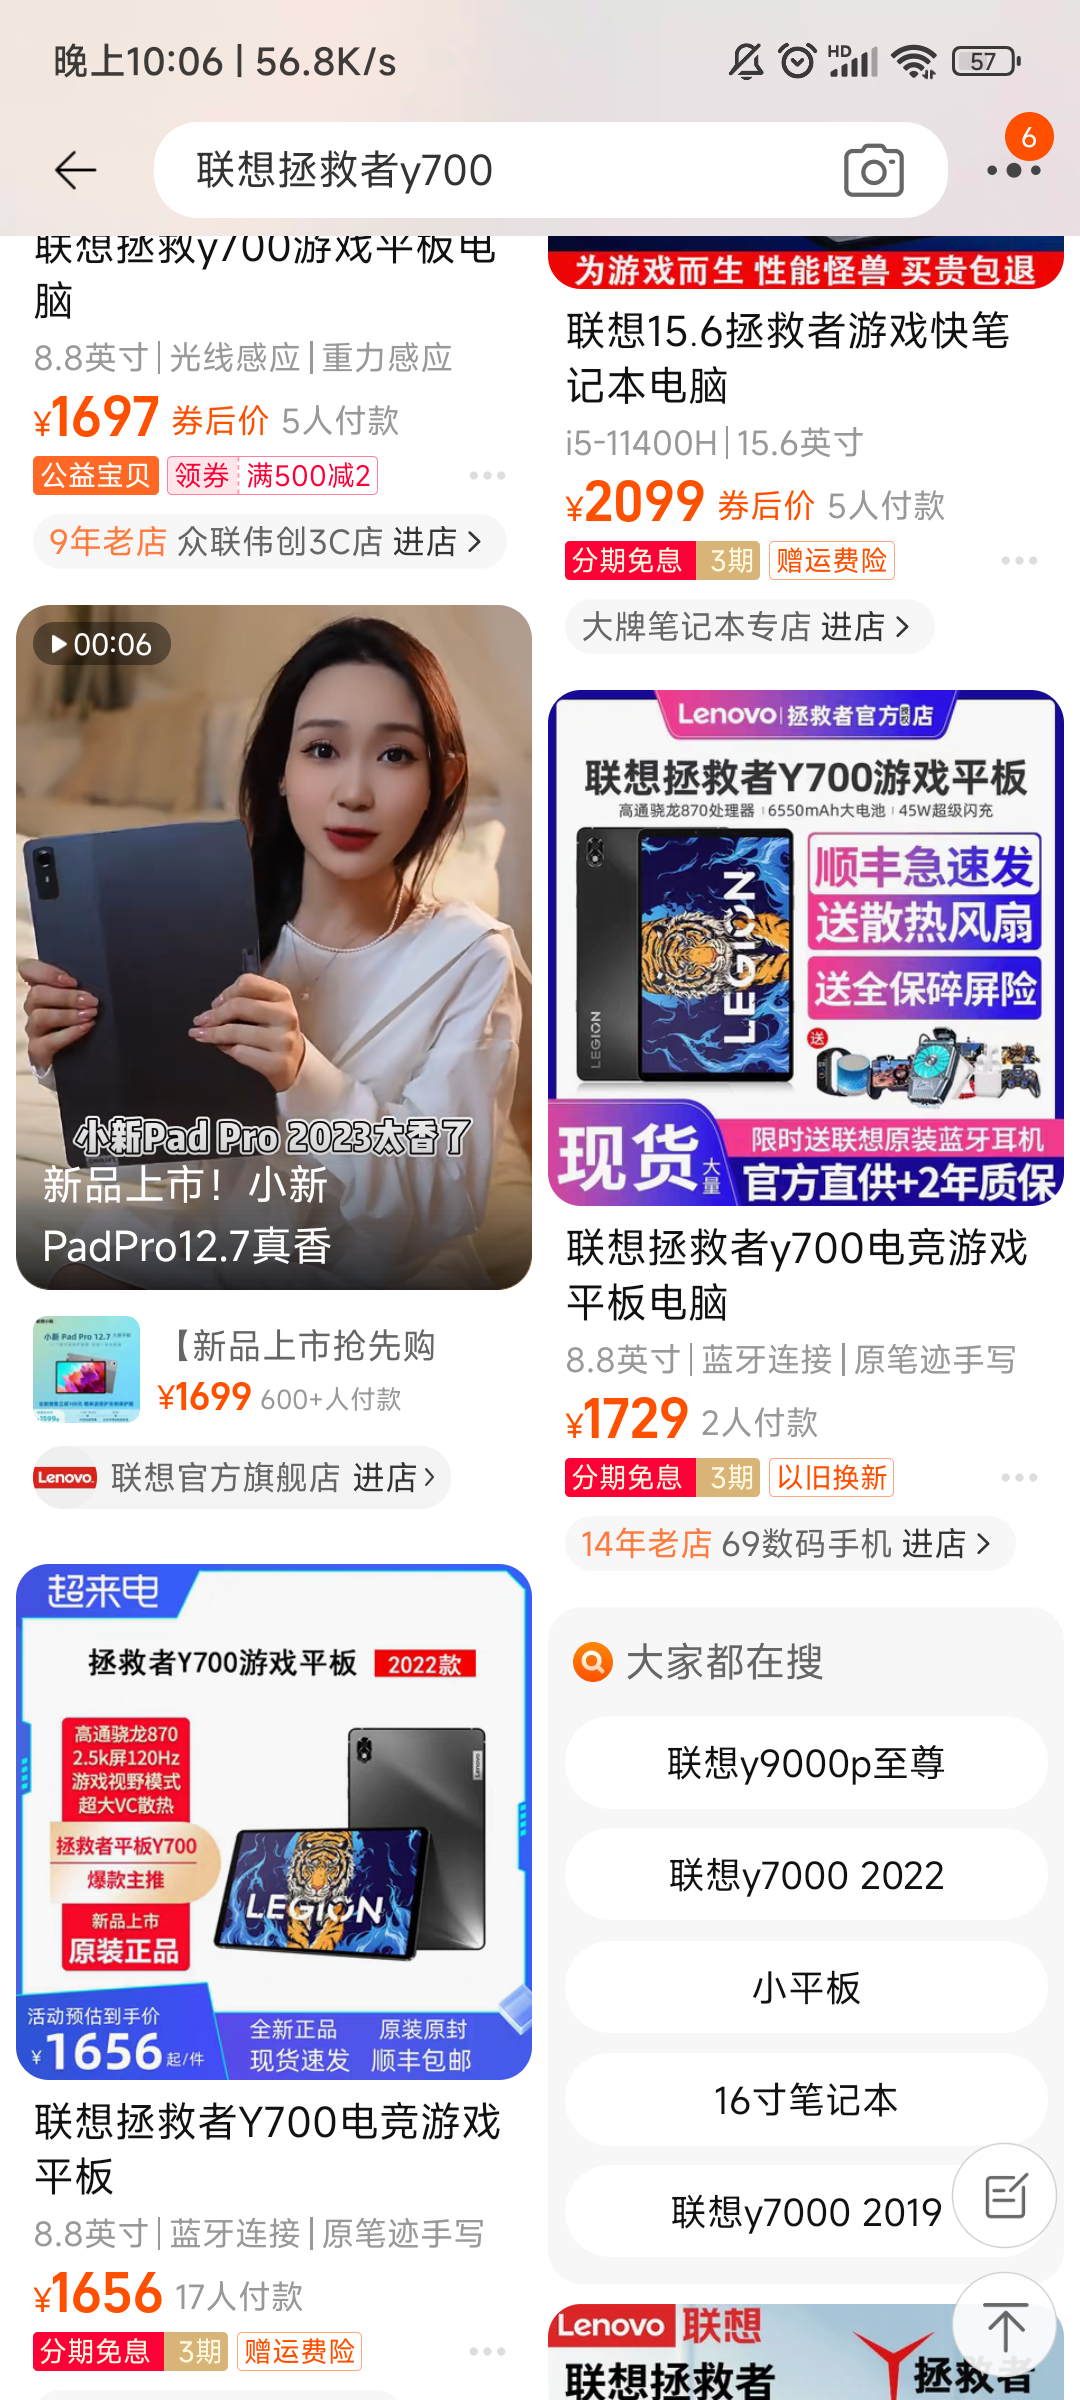 晚上10:06 | 56.8K/s
HD
57
联想拯救者y700
6
联想拯救y700游戏平板电
脑
8.8英寸|光线感应|重力感应
¥1697 券后价 5人付款
公益宝贝 领券 满500减2
9年老店 众联伟创3C店 进店
00:06
小新Pad Pro 2023太香了
新品上市！小新
PadPro12.7真香
小新 Pad Pro 12.7
【新品上市抢先购
¥1699 600+人付款
Lenovo.
联想官方旗舰店 进店
超来电
拯救者Y700游戏平板 2022款
高通骁龙870
2.5k屏120Hz
游戏视野模式
超大VC散热
拯救者平板Y700
爆款主推
新品上市
原装正品
Lenovo
LEGION
活动预估到手价
¥1656起/件
全新正品 原装原封
现货速发 顺丰包邮
联想拯救者Y700电竞游戏
平板
8.8英寸|蓝牙连接|原笔迹手写
¥1656 17人付款
分期免息 3期 赠运费险
为游戏而生 性能怪兽 买贵包退
联想15.6拯救者游戏快笔
记本电脑
i5-11400H|15.6英寸
¥2099 券后价 5人付款
分期免息 3期 赠运费险
大牌笔记本专店 进店
Lenovo|拯救者官方授权店
联想拯救者Y700游戏平板
高通骁龙870处理器|6550mAh大电池|45W超级闪充
LEGION
LEGION
顺丰急速发
送散热风扇
送全保碎屏险
送
现货大量
限时送联想原装蓝牙耳机
官方直供+2年质保
联想拯救者y700电竞游戏
平板电脑
8.8英寸|蓝牙连接|原笔迹手写
¥1729 2人付款
分期免息 3期 以旧换新
14年老店 69数码手机 进店
大家都在搜
联想y9000p至尊
联想y7000 2022
小平板
16寸笔记本
联想y7000 2019
Lenovo 联想
联想拯救者
拯救者